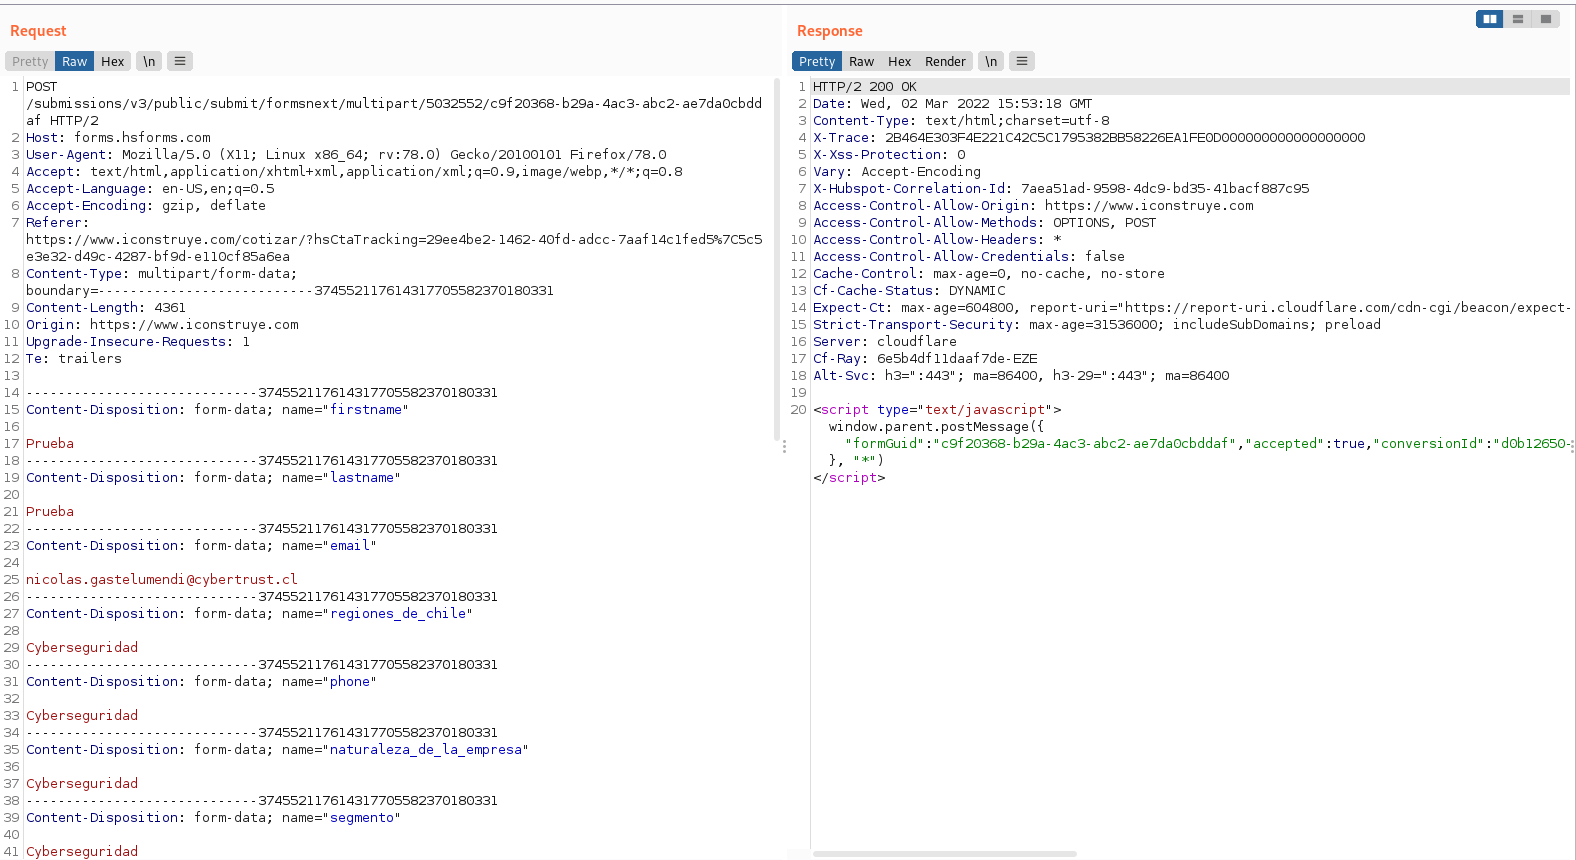 Request
Pretty Raw Hex \n
1 POST
/submissions/v3/public/submit/formsnext/multipart/5032552/c9f20368-b29a-4ac3-abc2-ae7da0cbdd
af HTTP/2
2 Host: forms.hsforms.com
3 User-Agent: Mozilla/5.0 (X11; Linux x86_64; rv:78.0) Gecko/20100101 Firefox/78.0
4 Accept: text/html,application/xhtml+xml,application/xml;q=0.9,image/webp,*/*;q=0.8
5 Accept-Language: en-US,en;q=0.5
6 Accept-Encoding: gzip, deflate
7 Referer:
https://www.iconstruye.com/cotizar/?hsCtaTracking=29ee4be2-1462-40fd-adcc-7aaf14c1fed5%7C5c5
e3e32-d49c-4287-bf9d-e110cf85a6ea
8 Content-Type: multipart/form-data;
boundary=---------------------------374552117614317705582370180331
9 Content-Length: 4361
10 Origin: https://www.iconstruye.com
11 Upgrade-Insecure-Requests: 1
12 Te: trailers
13
14 -----------------------------374552117614317705582370180331
15 Content-Disposition: form-data; name="firstname"
16
17 Prueba
18 -----------------------------374552117614317705582370180331
19 Content-Disposition: form-data; name="lastname"
20
21 Prueba
22 -----------------------------374552117614317705582370180331
23 Content-Disposition: form-data; name="email"
24
25 nicolas.gastelumendi@cybertrust.cl
26 -----------------------------374552117614317705582370180331
27 Content-Disposition: form-data; name="regiones_de_chile"
28
29 Cyberseguridad
30 -----------------------------374552117614317705582370180331
31 Content-Disposition: form-data; name="phone"
32
33 Cyberseguridad
34 -----------------------------374552117614317705582370180331
35 Content-Disposition: form-data; name="naturaleza_de_la_empresa"
36
37 Cyberseguridad
38 -----------------------------374552117614317705582370180331
39 Content-Disposition: form-data; name="segmento"
40
41 Cyberseguridad
Response
Pretty Raw Hex Render \n
1 HTTP/2 200 OK
2 Date: Wed, 02 Mar 2022 15:53:18 GMT
3 Content-Type: text/html;charset=utf-8
4 X-Trace: 2B464E303F4E221C42C5C1795382BB58226EA1FE0D000000000000000000
5 X-Xss-Protection: 0
6 Vary: Accept-Encoding
7 X-Hubspot-Correlation-Id: 7aea51ad-9598-4dc9-bd35-41bacf887c95
8 Access-Control-Allow-Origin: https://www.iconstruye.com
9 Access-Control-Allow-Methods: OPTIONS, POST
10 Access-Control-Allow-Headers: *
11 Access-Control-Allow-Credentials: false
12 Cache-Control: max-age=0, no-cache, no-store
13 Cf-Cache-Status: DYNAMIC
14 Expect-Ct: max-age=604800, report-uri="https://report-uri.cloudflare.com/cdn-cgi/beacon/expect-
15 Strict-Transport-Security: max-age=31536000; includeSubDomains; preload
16 Server: cloudflare
17 Cf-Ray: 6e5b4df11daaf7de-EZE
18 Alt-Svc: h3=":443"; ma=86400, h3-29=":443"; ma=86400
19
20 <script type="text/javascript">
window.parent.postMessage({
"formGuid":"c9f20368-b29a-4ac3-abc2-ae7da0cbddaf","accepted":true,"conversionId":"d0b12650-
}, "*")
</script>